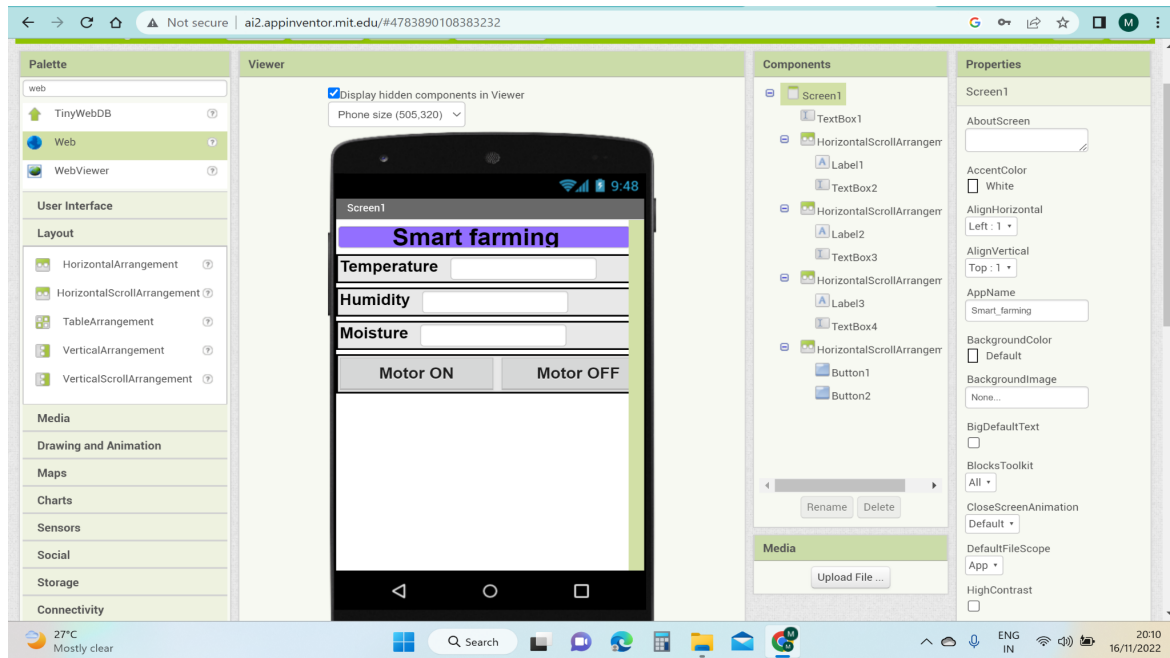 Not secure | ai2.appinventor.mit.edu/#4783890108383232
G
M
Palette
web
TinyWebDB
Web
WebViewer
User Interface
Layout
HorizontalArrangement
HorizontalScrollArrangement
TableArrangement
VerticalArrangement
VerticalScrollArrangement
Media
Drawing and Animation
Maps
Charts
Sensors
Social
Storage
Connectivity
Viewer
Display hidden components in Viewer
Phone size (505,320)
9:48
Screen1
Smart farming
Temperature
Humidity
Moisture
Motor ON Motor OFF
Components
Screen1
TextBox1
HorizontalScrollArrangem
Label1
TextBox2
HorizontalScrollArrangem
Label2
TextBox3
HorizontalScrollArrangem
Label3
TextBox4
HorizontalScrollArrangem
Button1
Button2
Rename Delete
Media
Upload File ...
Properties
Screen1
AboutScreen
AccentColor
White
AlignHorizontal
Left : 1
AlignVertical
Top : 1
AppName
Smart_farming
BackgroundColor
Default
BackgroundImage
None...
BigDefaultText
BlocksToolkit
All
CloseScreenAnimation
Default
DefaultFileScope
App
HighContrast
27°C
Mostly clear
Search
ENG
IN
20:10
16/11/2022